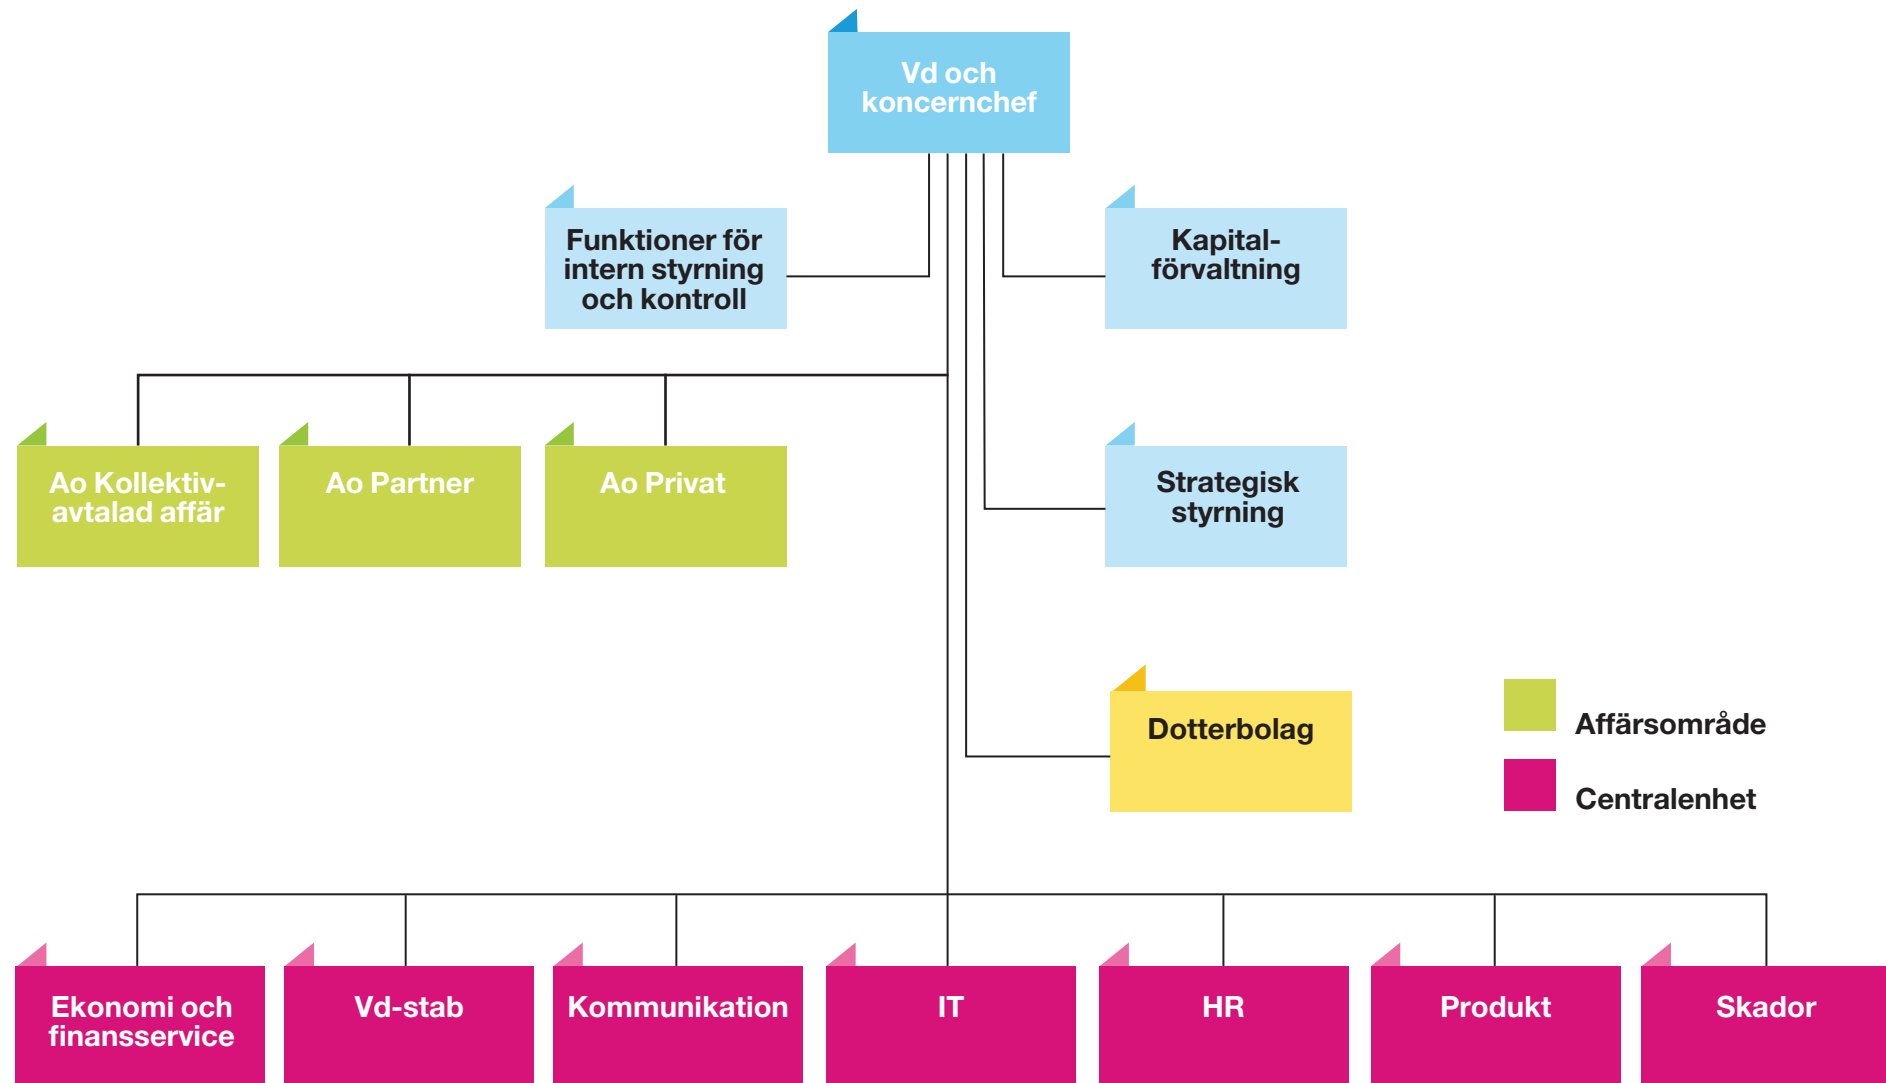 Vd och
koncernchef
Funktioner för
intern styrning
och kontroll
Kapital-
förvaltning
Ao Kollektiv-
avtalad affär
Ao Partner
Ao Privat
Strategisk
styrning
Dotterbolag
Affärsområde
Centralenhet
Ekonomi och
finansservice
Vd-stab
Kommunikation
IT
HR
Produkt
Skador